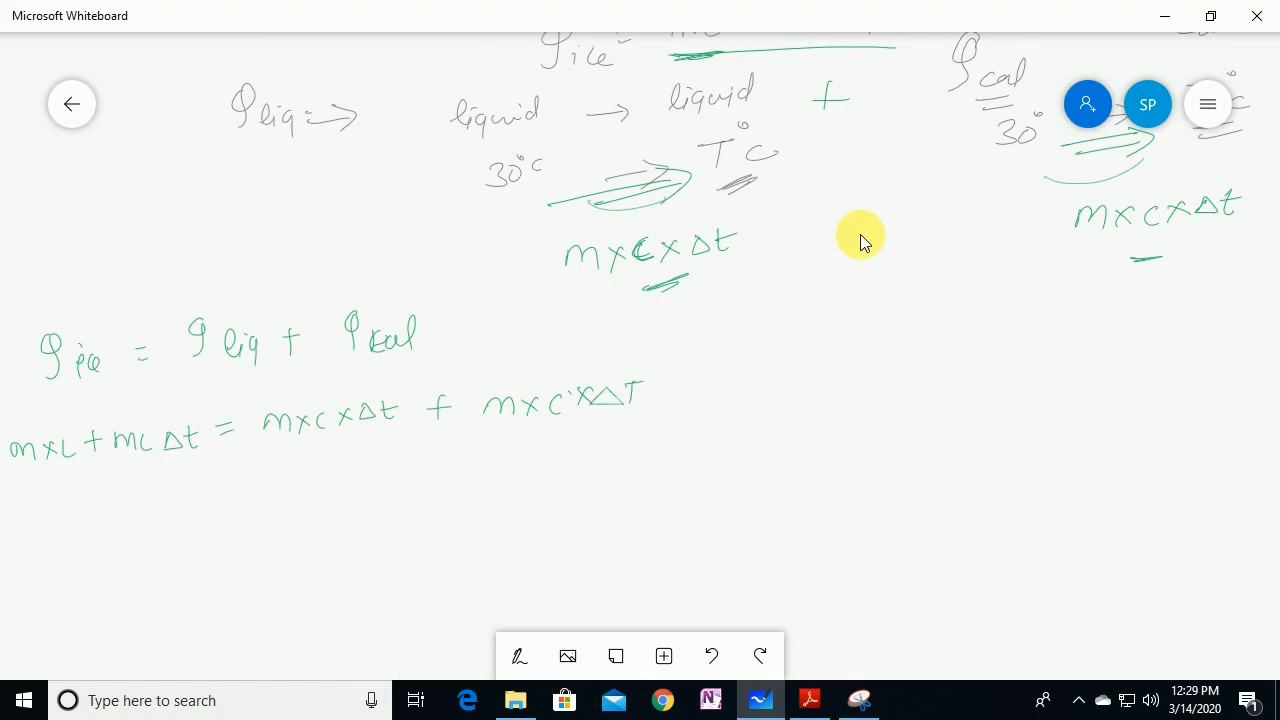 Microsoft Whiteboard
Qice =
Qliq → liquid → liquid + Qcal
SP
30°C → T°C 30° → °C
m×c×Δt m×c×Δt
Qice = Qliq + Qcal
m×L + mcΔt = m×c×Δt + m×c×ΔT
Type here to search
12:29 PM
3/14/2020
1